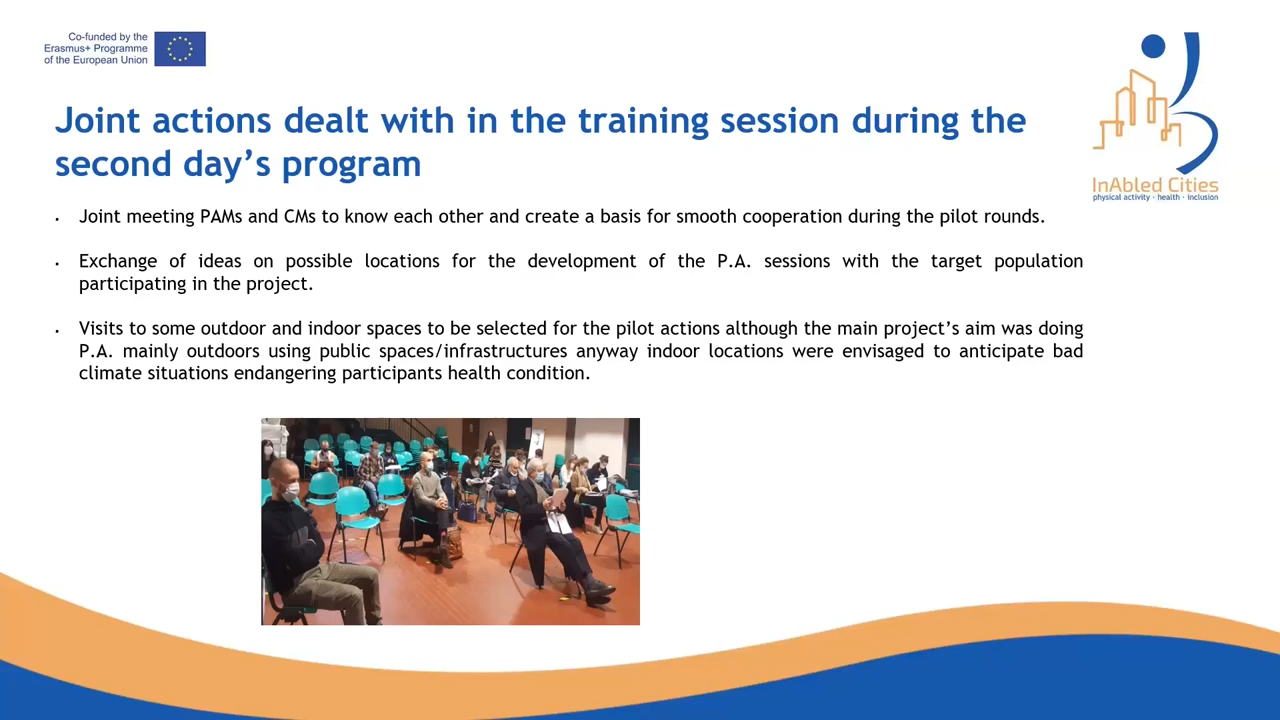 Co-funded by the
Erasmus+ Programme
of the European Union
Joint actions dealt with in the training session during the
second day's program
InAbled Cities
physical activity · health · inclusion
• Joint meeting PAMs and CMs to know each other and create a basis for smooth cooperation during the pilot rounds.
• Exchange of ideas on possible locations for the development of the P.A. sessions with the target population
participating in the project.
• Visits to some outdoor and indoor spaces to be selected for the pilot actions although the main project's aim was doing
P.A. mainly outdoors using public spaces/infrastructures anyway indoor locations were envisaged to anticipate bad
climate situations endangering participants health condition.